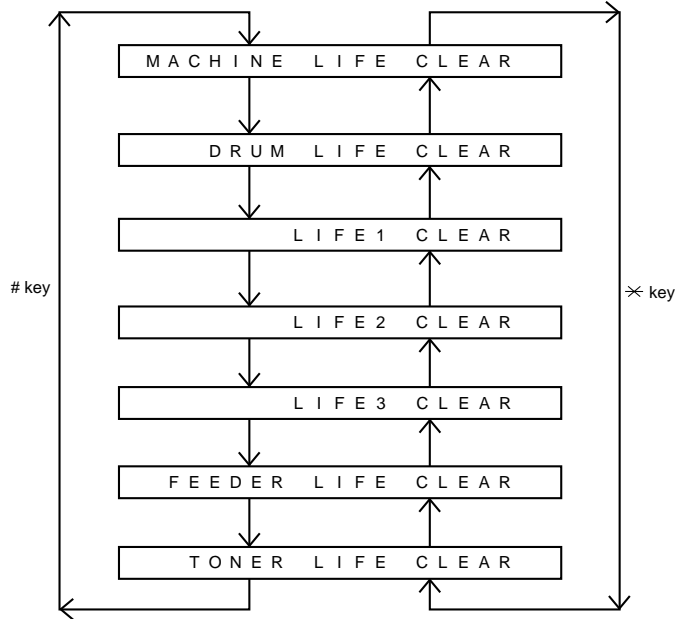 MACHINE LIFE CLEAR
DRUM LIFE CLEAR
LIFE1 CLEAR
# key
* key
LIFE2 CLEAR
LIFE3 CLEAR
FEEDER LIFE CLEAR
TONER LIFE CLEAR